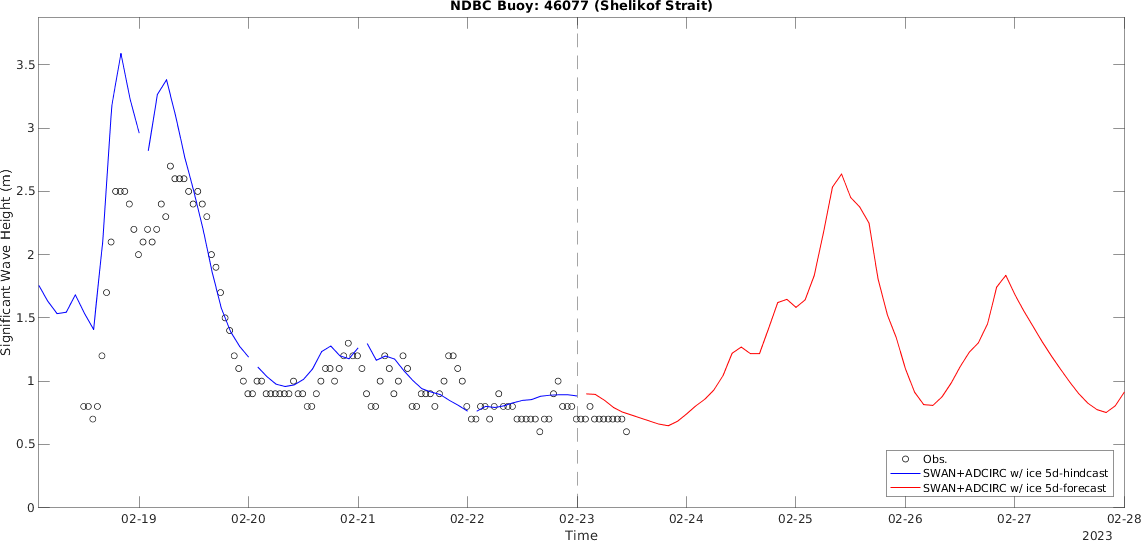 NDBC Buoy: 46077 (Shelikof Strait)
3.5
3
2.5
2
1.5
1
0.5
0
Significant Wave Height (m)
Obs.
SWAN+ADCIRC w/ ice 5d-hindcast
SWAN+ADCIRC w/ ice 5d-forecast
02-19 02-20 02-21 02-22 02-23 02-24 02-25 02-26 02-27 02-28
Time
2023